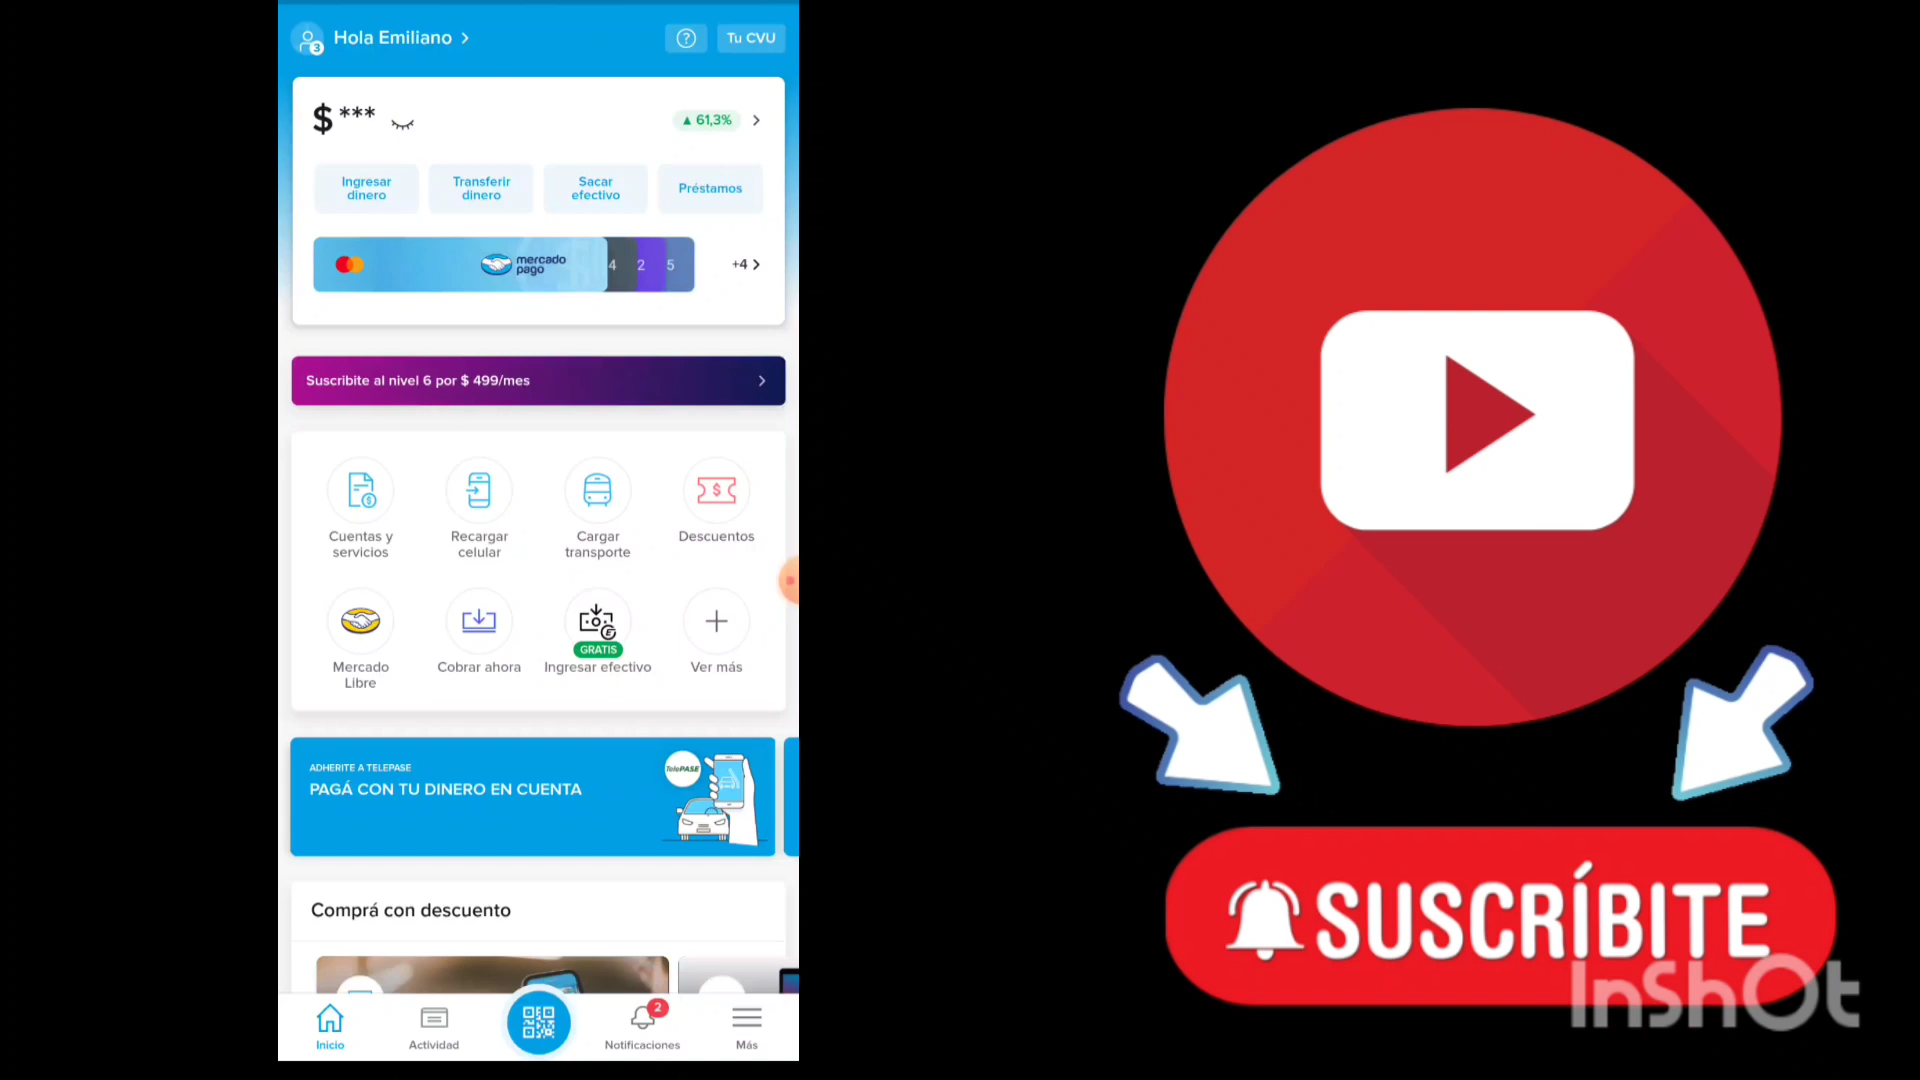 Hola Emiliano
3
?
Tu CVU
$ ***
▲ 61,3%
Ingresar
dinero
Transferir
dinero
Sacar
efectivo
Préstamos
mercado
pago
4
2
5
+4
Suscribite al nivel 6 por $ 499/mes
Cuentas y
servicios
Recargar
celular
Cargar
transporte
Descuentos
Mercado
Libre
Cobrar ahora
GRATIS
Ingresar efectivo
Ver más
ADHERITE A TELEPASE
PAGÁ CON TU DINERO EN CUENTA
TelePASE
Comprá con descuento
Inicio
Actividad
2
Notificaciones
Más
SUSCRÍBITE
InShOt